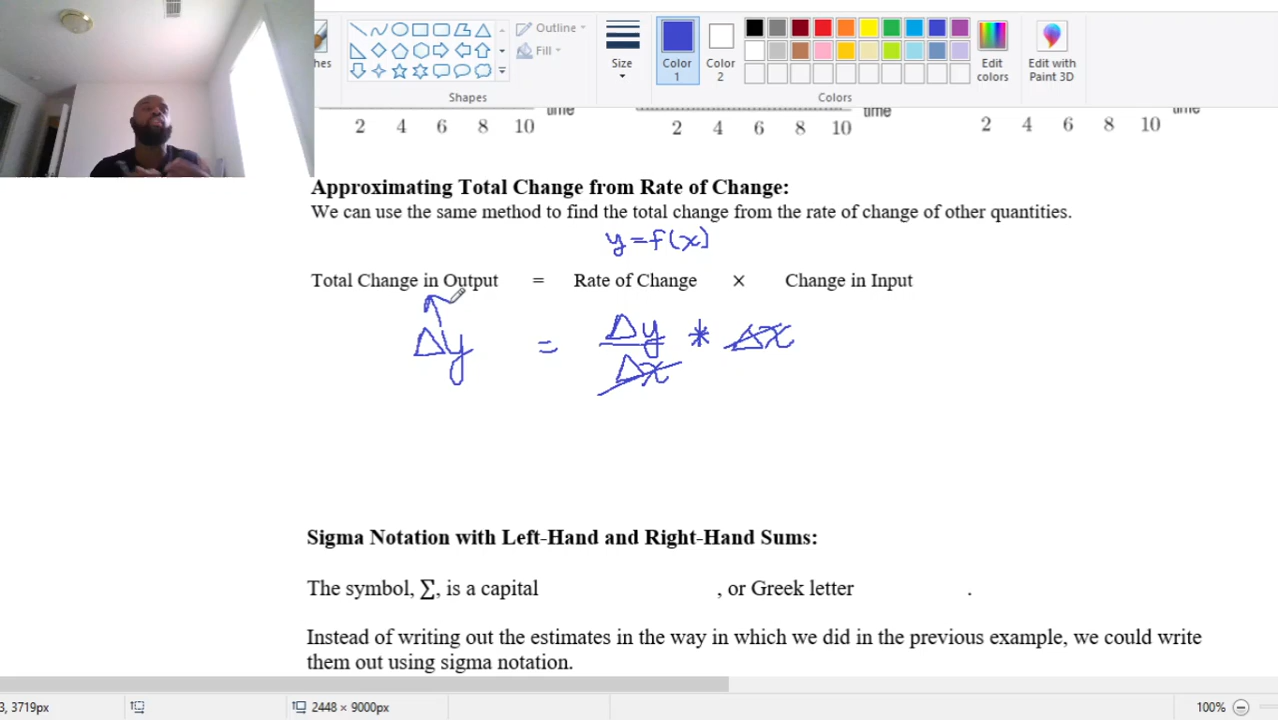 Outline
Fill
hes
Shapes
Size
Color 1
Color 2
Colors
Edit colors
Edit with Paint 3D
time time time
2 4 6 8 10 2 4 6 8 10 2 4 6 8 10
Approximating Total Change from Rate of Change:
We can use the same method to find the total change from the rate of change of other quantities.
y = f(x)
Total Change in Output = Rate of Change × Change in Input
Δy = Δy/Δx * Δx
Sigma Notation with Left-Hand and Right-Hand Sums:
The symbol, Σ, is a capital , or Greek letter .
Instead of writing out the estimates in the way in which we did in the previous example, we could write
them out using sigma notation.
3, 3719px
2448 × 9000px
100%